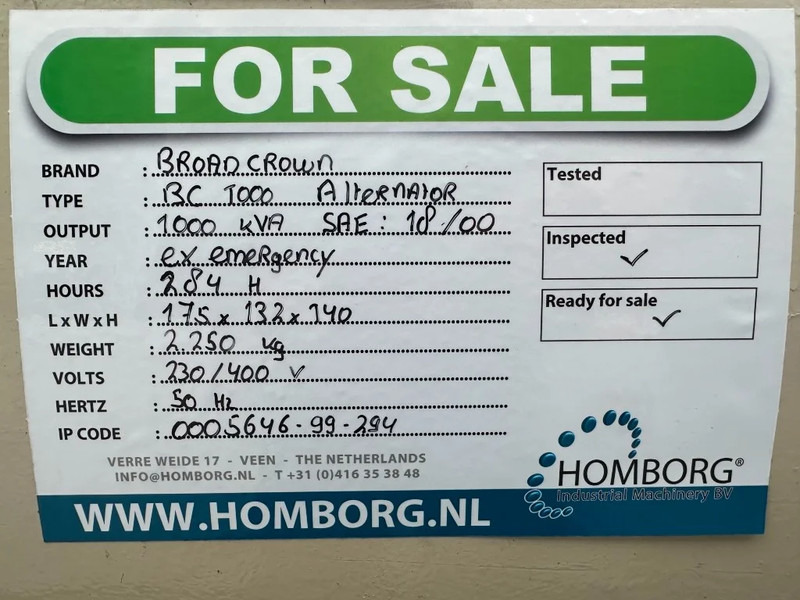 FOR SALE
BRAND : BROADCROWN
TYPE : BC 1000 AlterNATOR
OUTPUT : 1000 kVA SAE : 18/00
YEAR : ex emergency
HOURS : 284 H
L x W x H : 175 x 132 x 140
WEIGHT : 2.250 kg
VOLTS : 230/400 V
HERTZ : 50 Hz
IP CODE : 0005646-99-294
Tested
Inspected ✓
Ready for sale ✓
VERRE WEIDE 17 - VEEN - THE NETHERLANDS
INFO@HOMBORG.NL - T +31 (0)416 35 38 48
WWW.HOMBORG.NL
HOMBORG®
Industrial Machinery BV